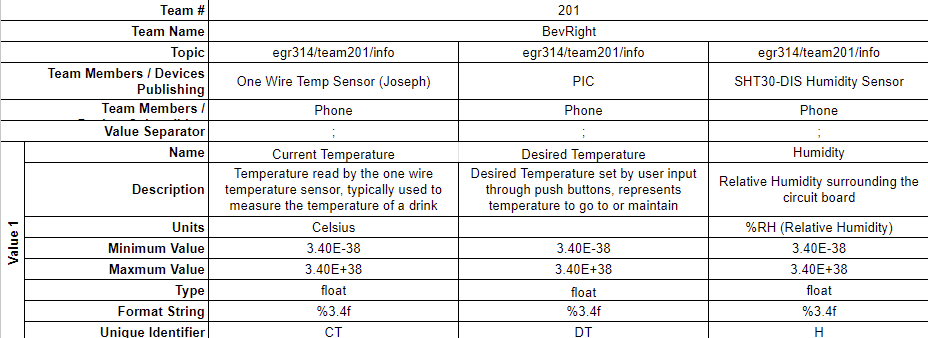 Team # 201
Team Name BevRight
Topic egr314/team201/info egr314/team201/info egr314/team201/info
Team Members / Devices
Publishing One Wire Temp Sensor (Joseph) PIC SHT30-DIS Humidity Sensor
Team Members / Phone Phone Phone
Value Separator ; ; ;
Value 1
Name Current Temperature Desired Temperature Humidity
Description Temperature read by the one wire
temperature sensor, typically used to
measure the temperature of a drink
Desired Temperature set by user input
through push buttons, represents
temperature to go to or maintain
Relative Humidity surrounding the
circuit board
Units Celsius %RH (Relative Humidity)
Minimum Value 3.40E-38 3.40E-38 3.40E-38
Maxmum Value 3.40E+38 3.40E+38 3.40E+38
Type float float float
Format String %3.4f %3.4f %3.4f
Unique Identifier CT DT H